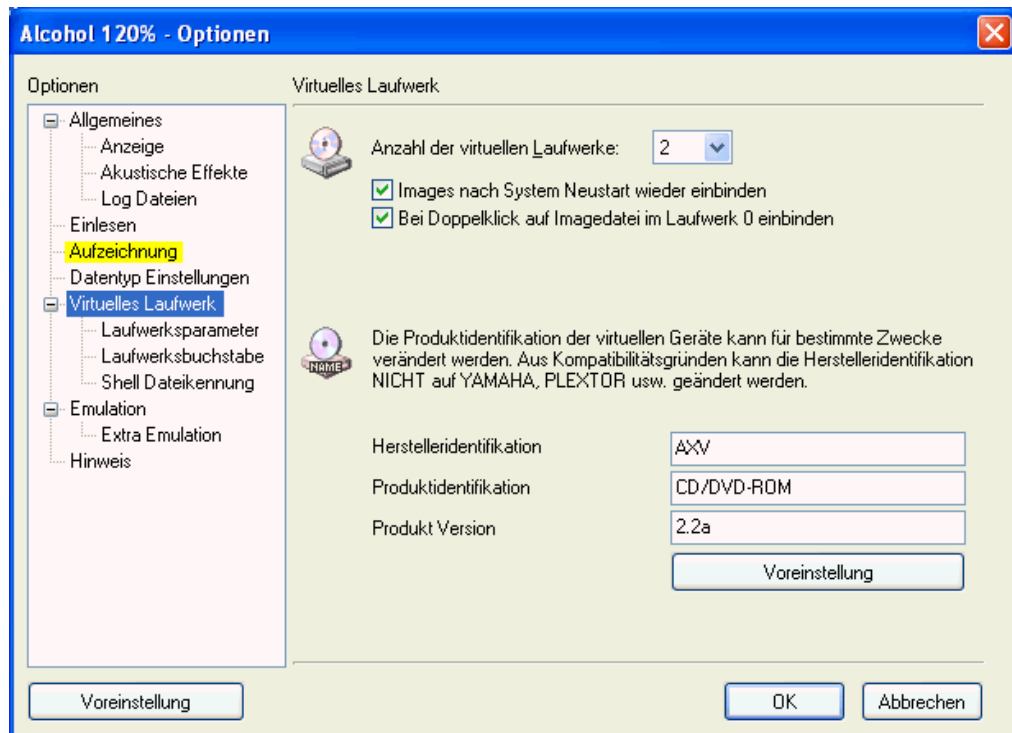 Alcohol 120% - Optionen
Optionen
Allgemeines
Anzeige
Akustische Effekte
Log Dateien
Einlesen
Aufzeichnung
Datentyp Einstellungen
Virtuelles Laufwerk
Laufwerksparameter
Laufwerksbuchstabe
Shell Dateikennung
Emulation
Extra Emulation
Hinweis
Voreinstellung
Virtuelles Laufwerk
Anzahl der virtuellen Laufwerke: 2
Images nach System Neustart wieder einbinden
Bei Doppelklick auf Imagedatei im Laufwerk 0 einbinden
NAME
Die Produktidentifikation der virtuellen Geräte kann für bestimmte Zwecke
verändert werden. Aus Kompatibilitätsgründen kann die Herstelleridentifikation
NICHT auf YAMAHA, PLEXTOR usw. geändert werden.
Herstelleridentifikation AXV
Produktidentifikation CD/DVD-ROM
Produkt Version 2.2a
Voreinstellung
OK
Abbrechen